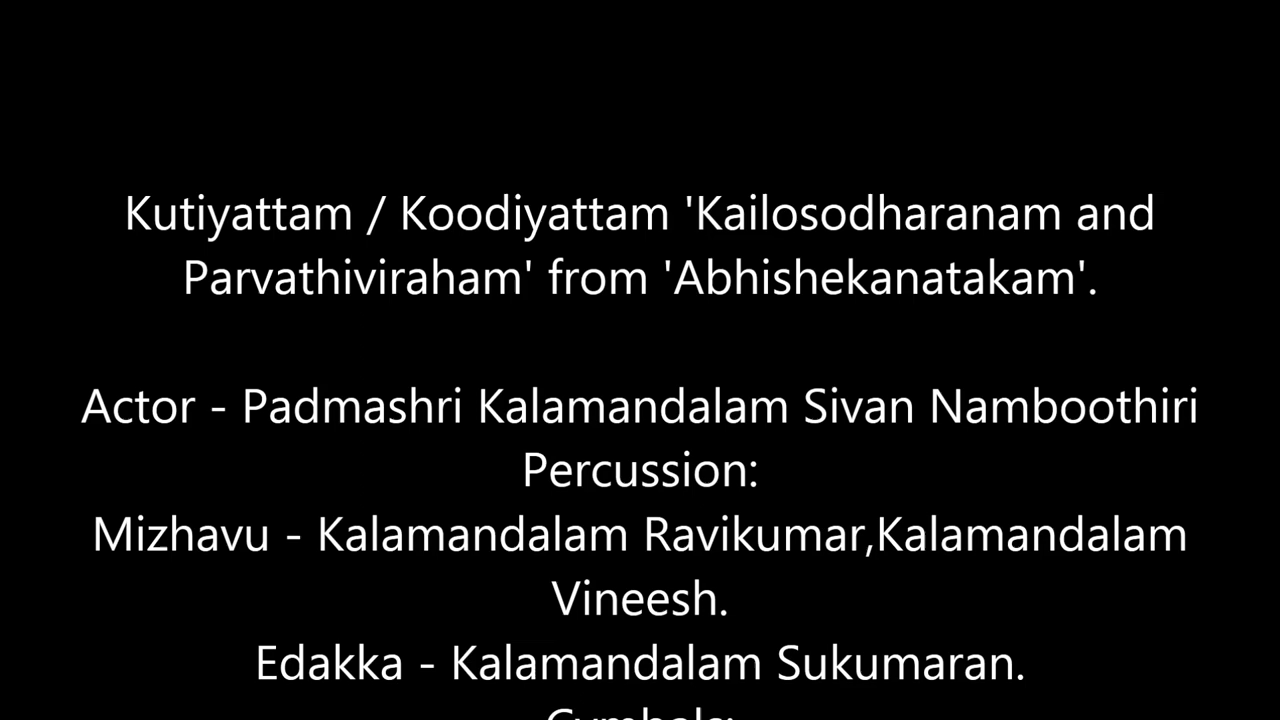 Kutiyattam / Koodiyattam 'Kailosodharanam and
Parvathiviraham' from 'Abhishekanatakam'.
Actor - Padmashri Kalamandalam Sivan Namboothiri
Percussion:
Mizhavu - Kalamandalam Ravikumar,Kalamandalam
Vineesh.
Edakka - Kalamandalam Sukumaran.
Cymbals: